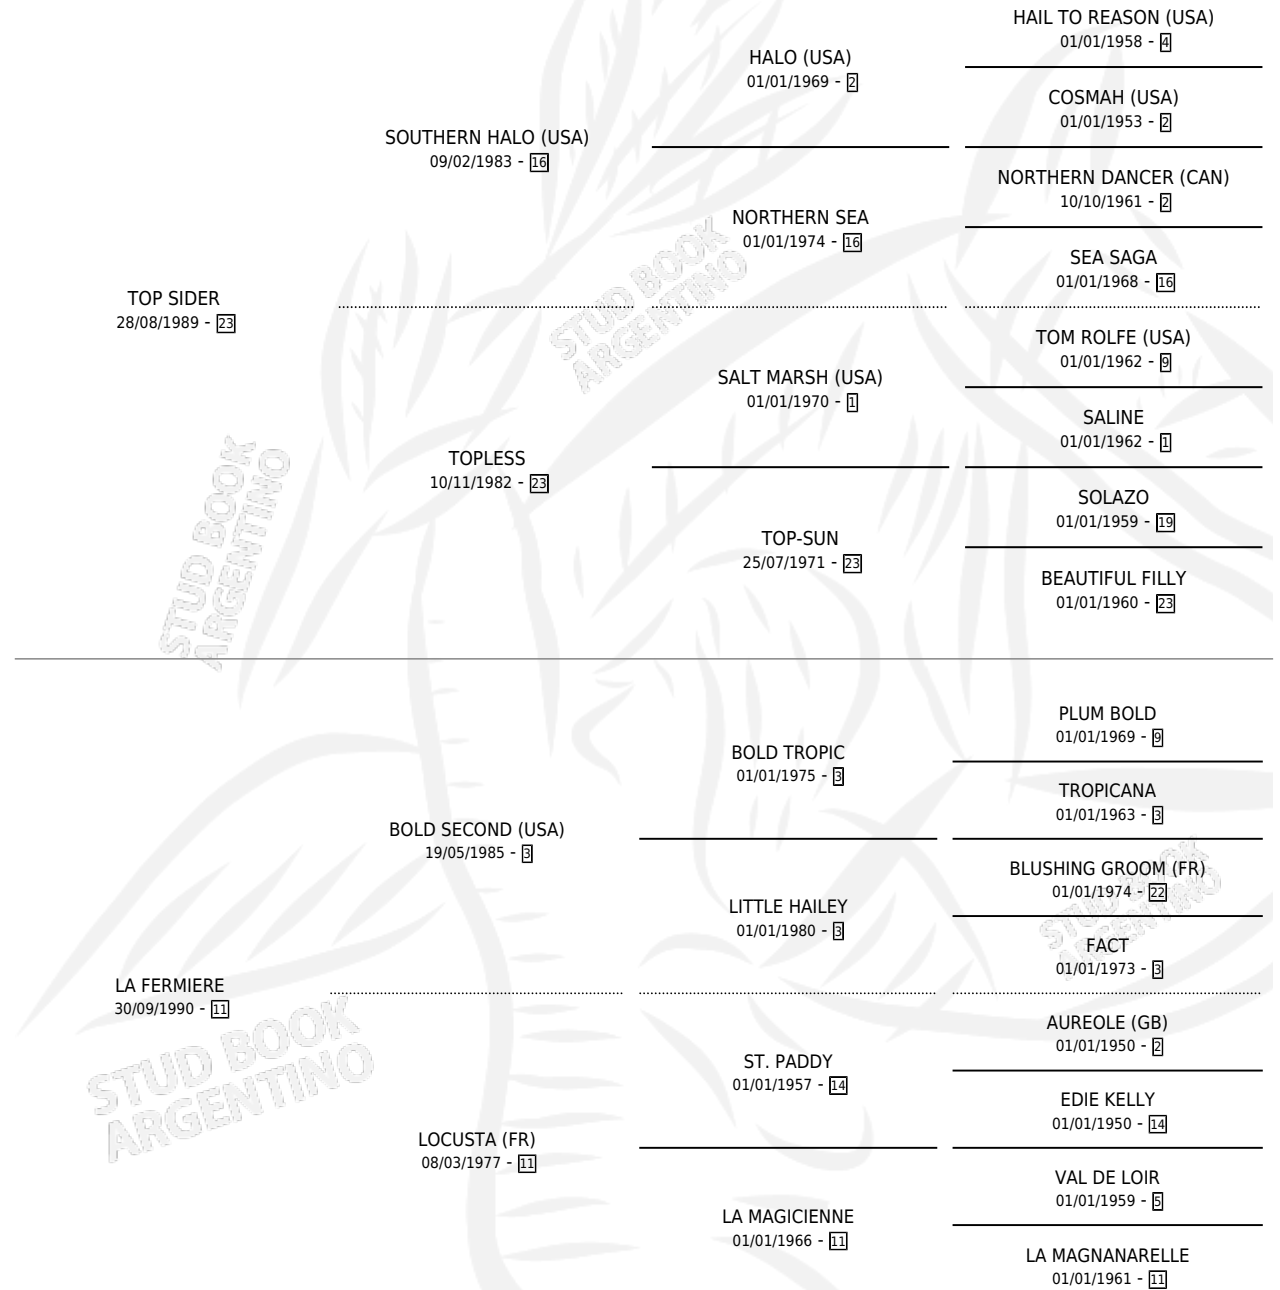 HAIL TO REASON (USA)
01/01/1958 - 4
HALO (USA)
01/01/1969 - 2
COSMAH (USA)
01/01/1953 - 2
SOUTHERN HALO (USA)
09/02/1983 - 16
NORTHERN DANCER (CAN)
10/10/1961 - 2
NORTHERN SEA
01/01/1974 - 16
SEA SAGA
01/01/1968 - 16
TOP SIDER
28/08/1989 - 23
TOM ROLFE (USA)
01/01/1962 - 9
SALT MARSH (USA)
01/01/1970 - 1
SALINE
01/01/1962 - 1
TOPLESS
10/11/1982 - 23
SOLAZO
01/01/1959 - 19
TOP-SUN
25/07/1971 - 23
BEAUTIFUL FILLY
01/01/1960 - 23
PLUM BOLD
01/01/1969 - 9
BOLD TROPIC
01/01/1975 - 3
TROPICANA
01/01/1963 - 3
BOLD SECOND (USA)
19/05/1985 - 3
BLUSHING GROOM (FR)
01/01/1974 - 22
LITTLE HAILEY
01/01/1980 - 3
FACT
01/01/1973 - 3
LA FERMIERE
30/09/1990 - 11
AUREOLE (GB)
01/01/1950 - 2
ST. PADDY
01/01/1957 - 14
EDIE KELLY
01/01/1950 - 14
LOCUSTA (FR)
08/03/1977 - 11
VAL DE LOIR
01/01/1959 - 5
LA MAGICIENNE
01/01/1966 - 11
LA MAGNANARELLE
01/01/1961 - 11
STUD BOOK
ARGENTINO
STUD BOOK
ARGENTINO
STUD BOOK
ARGENTINO
STUD BOOK
ARGENTINO